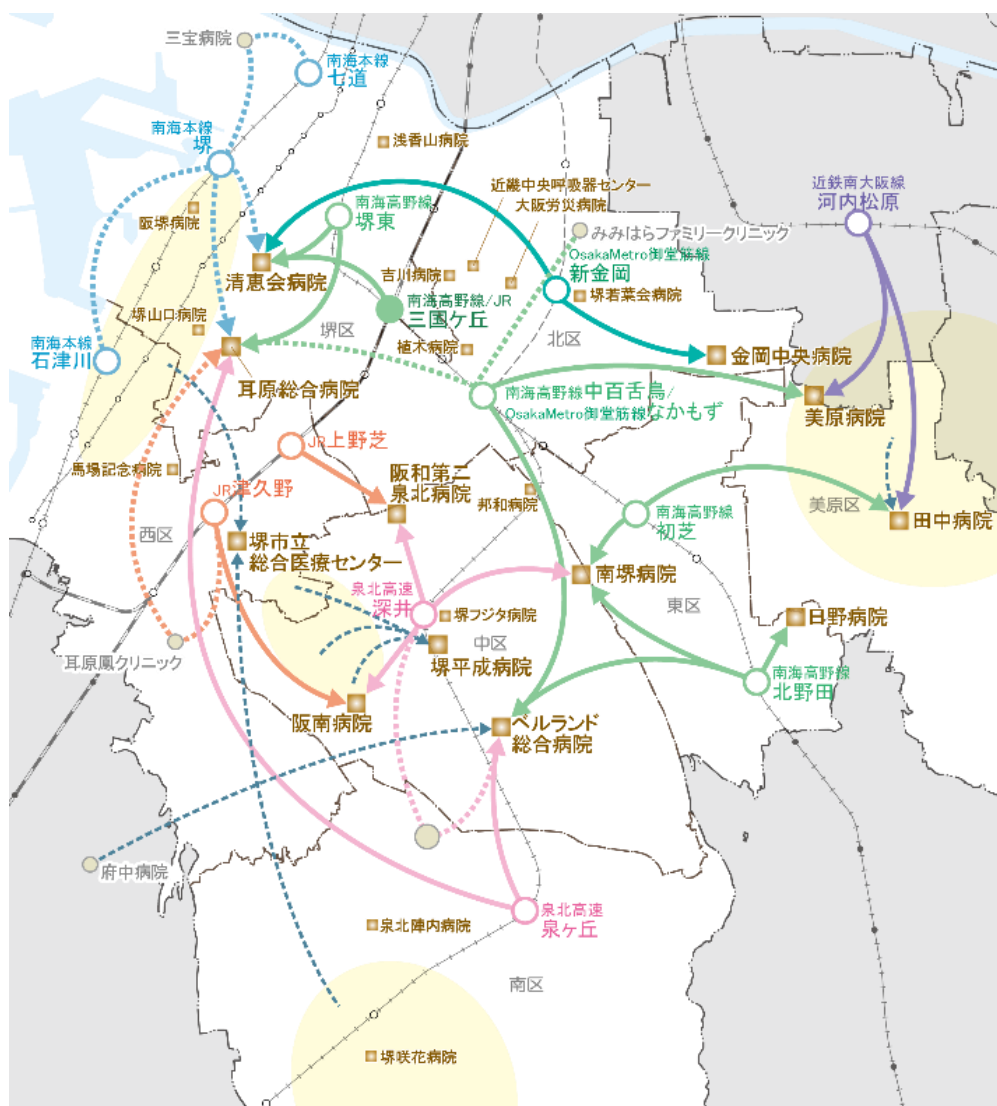 三宝病院
南海本線
七道
南海本線
堺
浅香山病院
近畿中央呼吸器センター
大阪労災病院
近鉄南大阪線
河内松原
阪堺病院
南海高野線
堺東
みみはらファミリークリニック
OsakaMetro御堂筋線
新金岡
清恵会病院
吉川病院
堺若葉会病院
堺山口病院
南海高野線/JR
三国ケ丘
堺区
北区
南海本線
石津川
植木病院
金岡中央病院
耳原総合病院
南海高野線中百舌鳥/
OsakaMetro御堂筋線なかもず
美原病院
JR上野芝
馬場記念病院
阪和第二
泉北病院
JR津久野
邦和病院
美原区
西区
南海高野線
初芝
田中病院
堺市立
総合医療センター
南堺病院
泉北高速
深井
東区
堺フジタ病院
日野病院
耳原鳳クリニック
中区
堺平成病院
南海高野線
北野田
阪南病院
ベルランド
総合病院
府中病院
泉北高速
泉ヶ丘
泉北陣内病院
南区
堺咲花病院